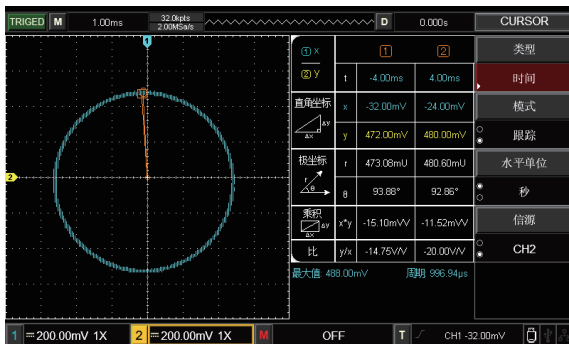 TRIGED M 1.00ms 32.0kpts 2.00MSa/s D 0.000s CURSOR
1
① x 1 2
② y t -4.00ms 4.00ms
直角坐标 x -32.00mV -24.00mV
Δy
Δx y 472.00mV 480.00mV
极坐标 r 473.08mU 480.60mU
r
θ θ 93.88° 92.86°
乘积 x*y -15.10mVV -11.52mVV
Δy
Δx
比 y/x -14.75V/V -20.00V/V
最大值 488.00mV 周期 996.94μs
2
类型
时间
模式
跟踪
水平单位
秒
信源
CH2
1 200.00mV 1X 2 200.00mV 1X M OFF T CH1 -32.00mV